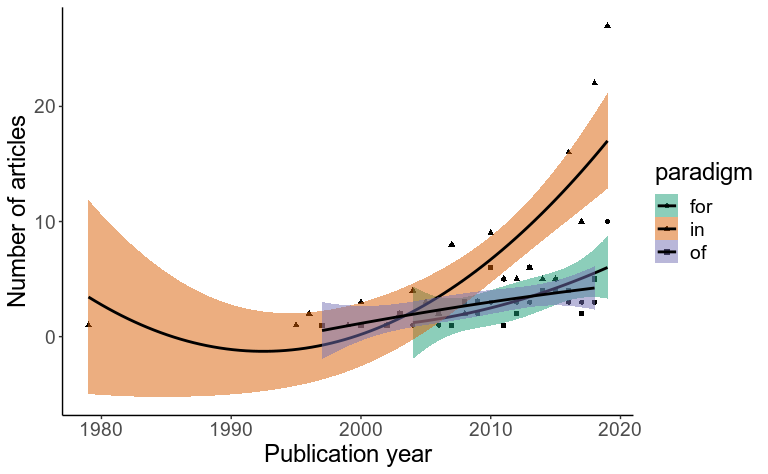 Number of articles
20
10
0
1980
1990
2000
2010
2020
Publication year
paradigm
for
in
of